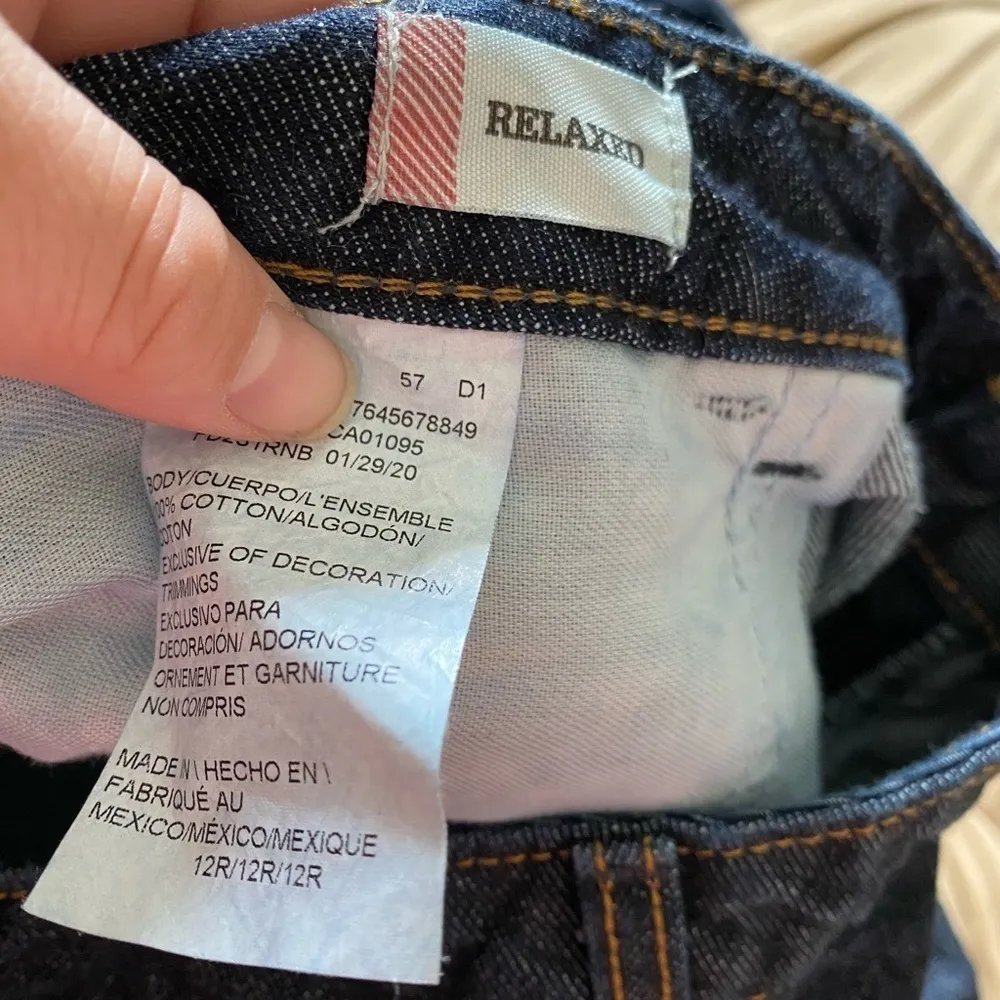 RELAXED
57 D1
7645678849
CA01095
01/29/20
BODY/CUERPO/L'ENSEMBLE
00% COTTON/ALGODÓN/
COTON
EXCLUSIVE OF DECORATION/
TRIMMINGS
EXCLUSIVO PARA
DECORACIÓN/ ADORNOS
ORNEMENT ET GARNITURE
NON COMPRIS
MADE IN \ HECHO EN \
FABRIQUÉ AU
MEXICO/MÉXICO/MEXIQUE
12R/12R/12R